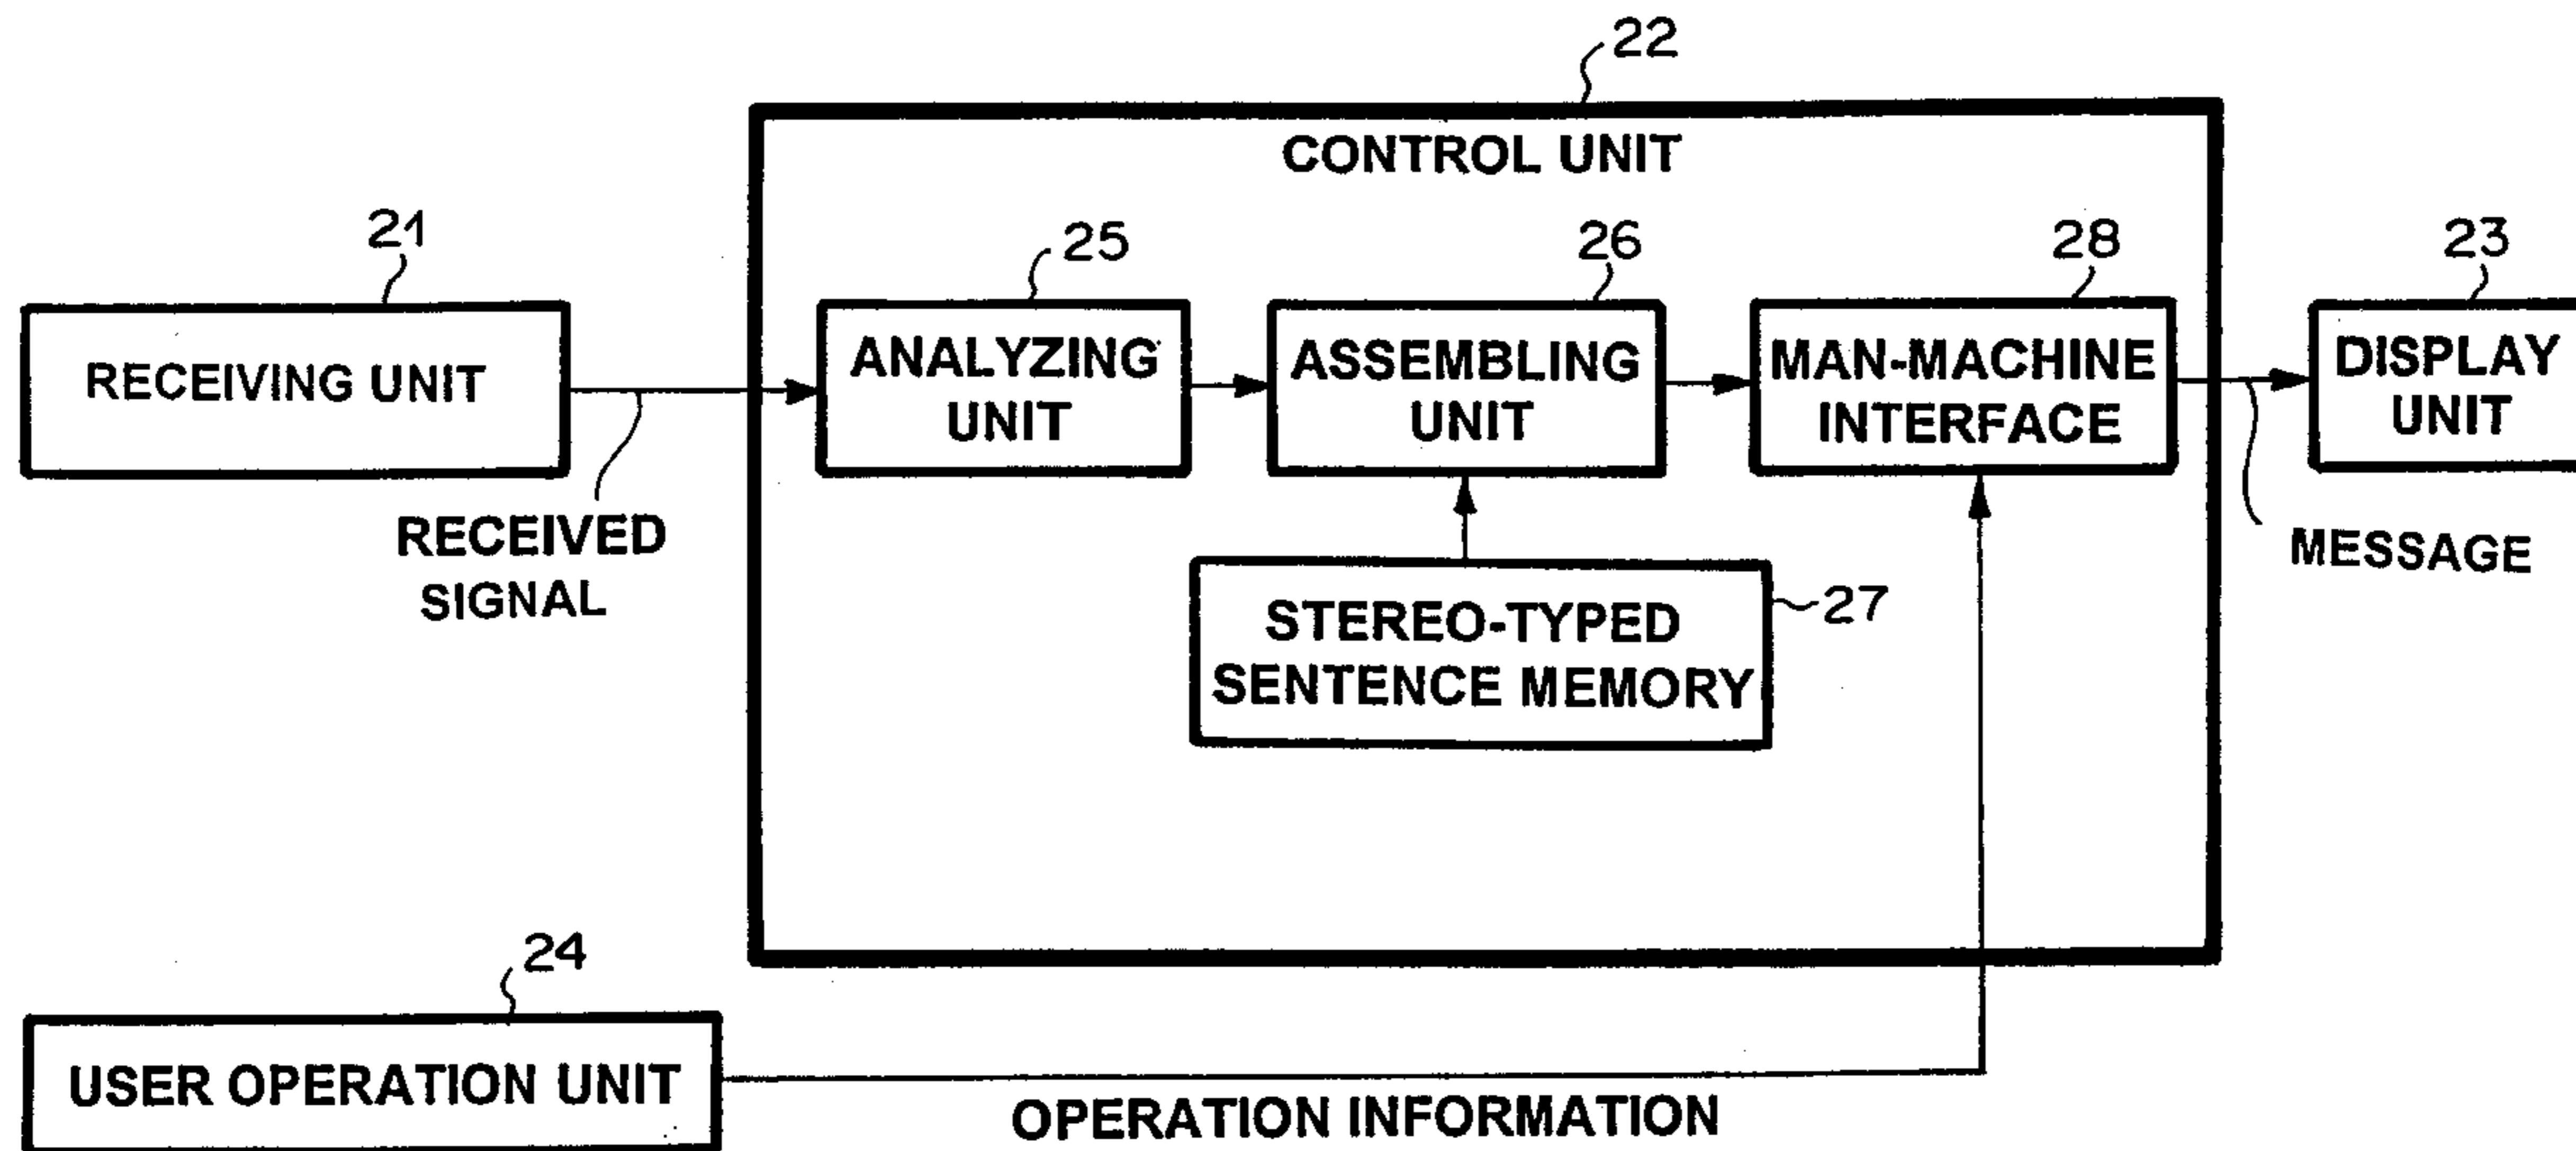 22
CONTROL UNIT
21
25
26
28
23
RECEIVING UNIT
ANALYZING
UNIT
ASSEMBLING
UNIT
MAN-MACHINE
INTERFACE
DISPLAY
UNIT
RECEIVED
SIGNAL
MESSAGE
STEREO-TYPED
SENTENCE MEMORY
27
24
USER OPERATION UNIT
OPERATION INFORMATION